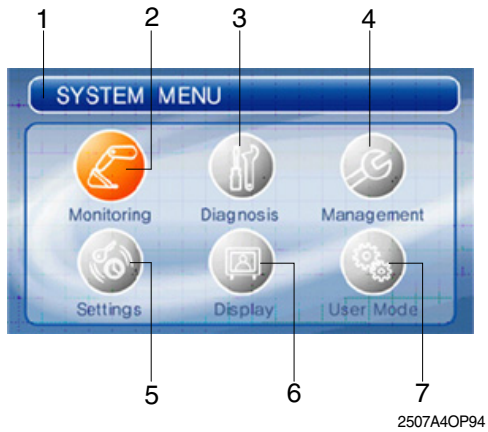 1 2 3 4
SYSTEM MENU
Monitoring Diagnosis Management
Settings Display User Mode
5 6 7
2507A4OP94